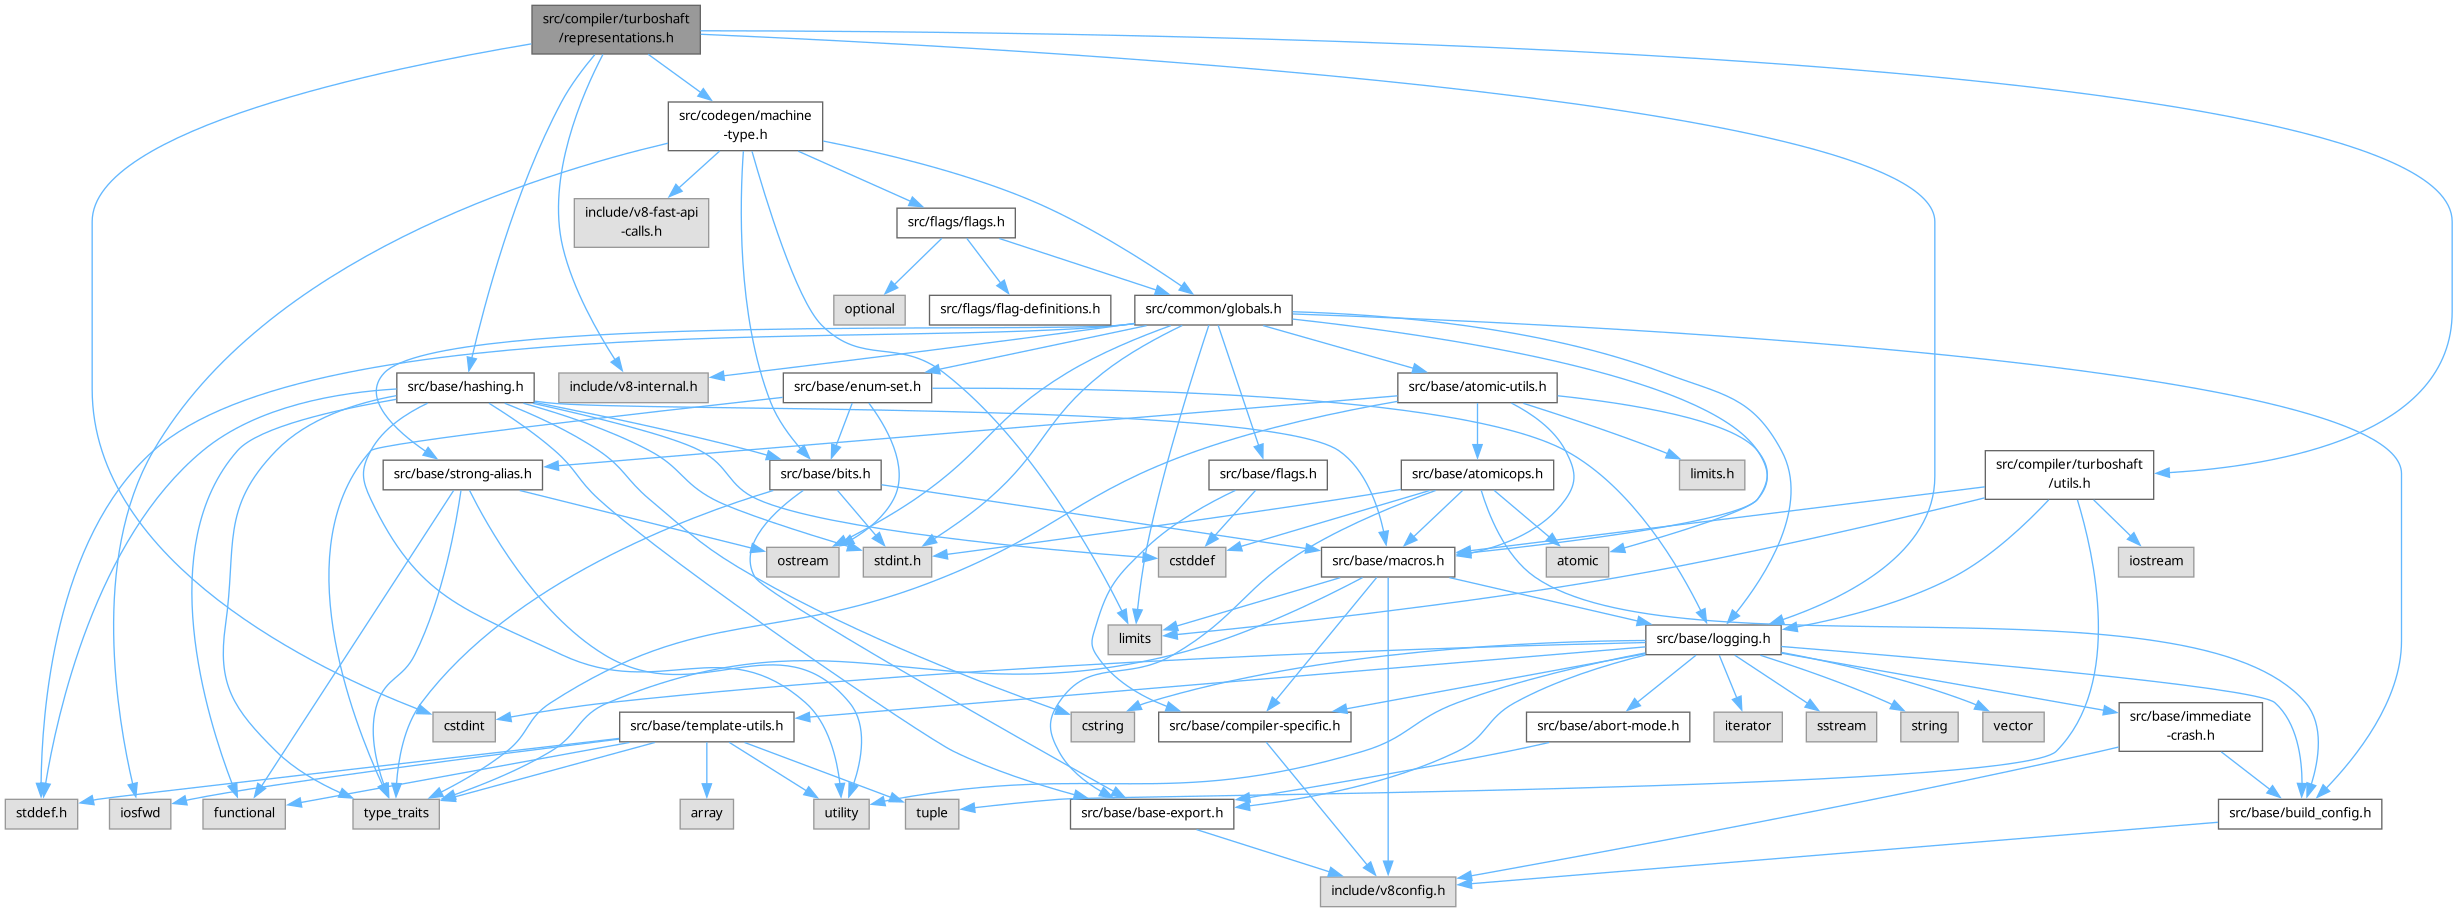 src/compiler/turboshaft
/representations.h
src/codegen/machine
-type.h
include/v8-fast-api
-calls.h
src/flags/flags.h
optional
src/flags/flag-definitions.h
src/common/globals.h
src/base/hashing.h
include/v8-internal.h
src/base/enum-set.h
src/base/atomic-utils.h
src/base/strong-alias.h
src/base/bits.h
src/base/flags.h
src/base/atomicops.h
limits.h
src/compiler/turboshaft
/utils.h
ostream
stdint.h
cstddef
src/base/macros.h
atomic
iostream
limits
src/base/logging.h
cstdint
src/base/template-utils.h
cstring
src/base/compiler-specific.h
src/base/abort-mode.h
iterator
sstream
string
vector
src/base/immediate
-crash.h
stddef.h
iosfwd
functional
type_traits
array
utility
tuple
src/base/base-export.h
src/base/build_config.h
include/v8config.h